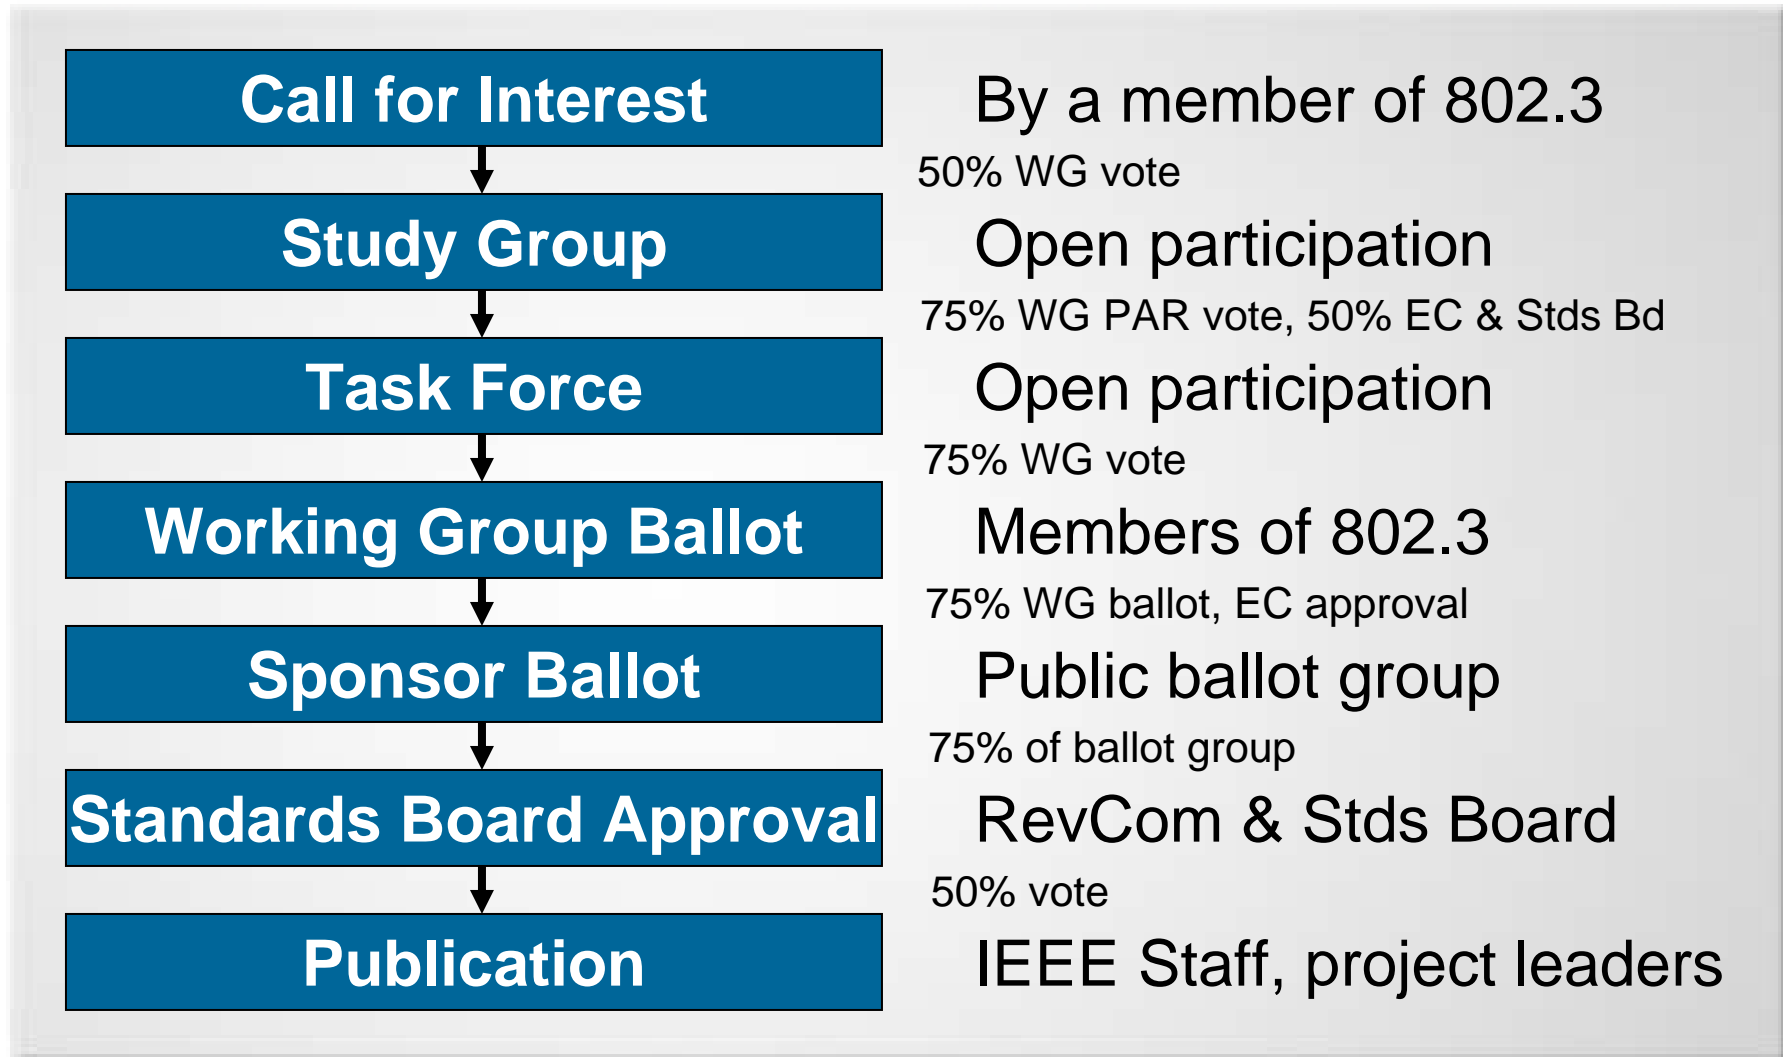 Call for Interest
By a member of 802.3
50% WG vote
Study Group
Open participation
75% WG PAR vote, 50% EC & Stds Bd
Task Force
Open participation
75% WG vote
Working Group Ballot
Members of 802.3
75% WG ballot, EC approval
Sponsor Ballot
Public ballot group
75% of ballot group
Standards Board Approval
RevCom & Stds Board
50% vote
Publication
IEEE Staff, project leaders